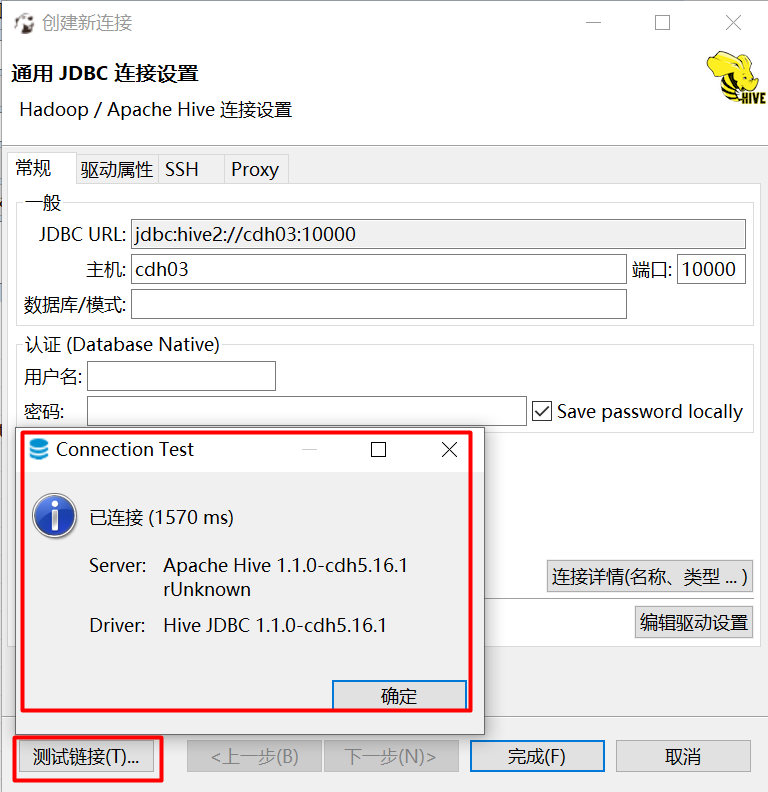 创建新连接
通用 JDBC 连接设置
Hadoop / Apache Hive 连接设置
HIVE
常规 驱动属性 SSH Proxy
一般
JDBC URL: jdbc:hive2://cdh03:10000
主机: cdh03 端口: 10000
数据库/模式:
认证 (Database Native)
用户名:
密码: Save password locally
Connection Test
已连接 (1570 ms)
Server: Apache Hive 1.1.0-cdh5.16.1
rUnknown
Driver: Hive JDBC 1.1.0-cdh5.16.1
确定
连接详情(名称、类型 ... )
编辑驱动设置
测试链接(T)... <上一步(B) 下一步(N)> 完成(F) 取消